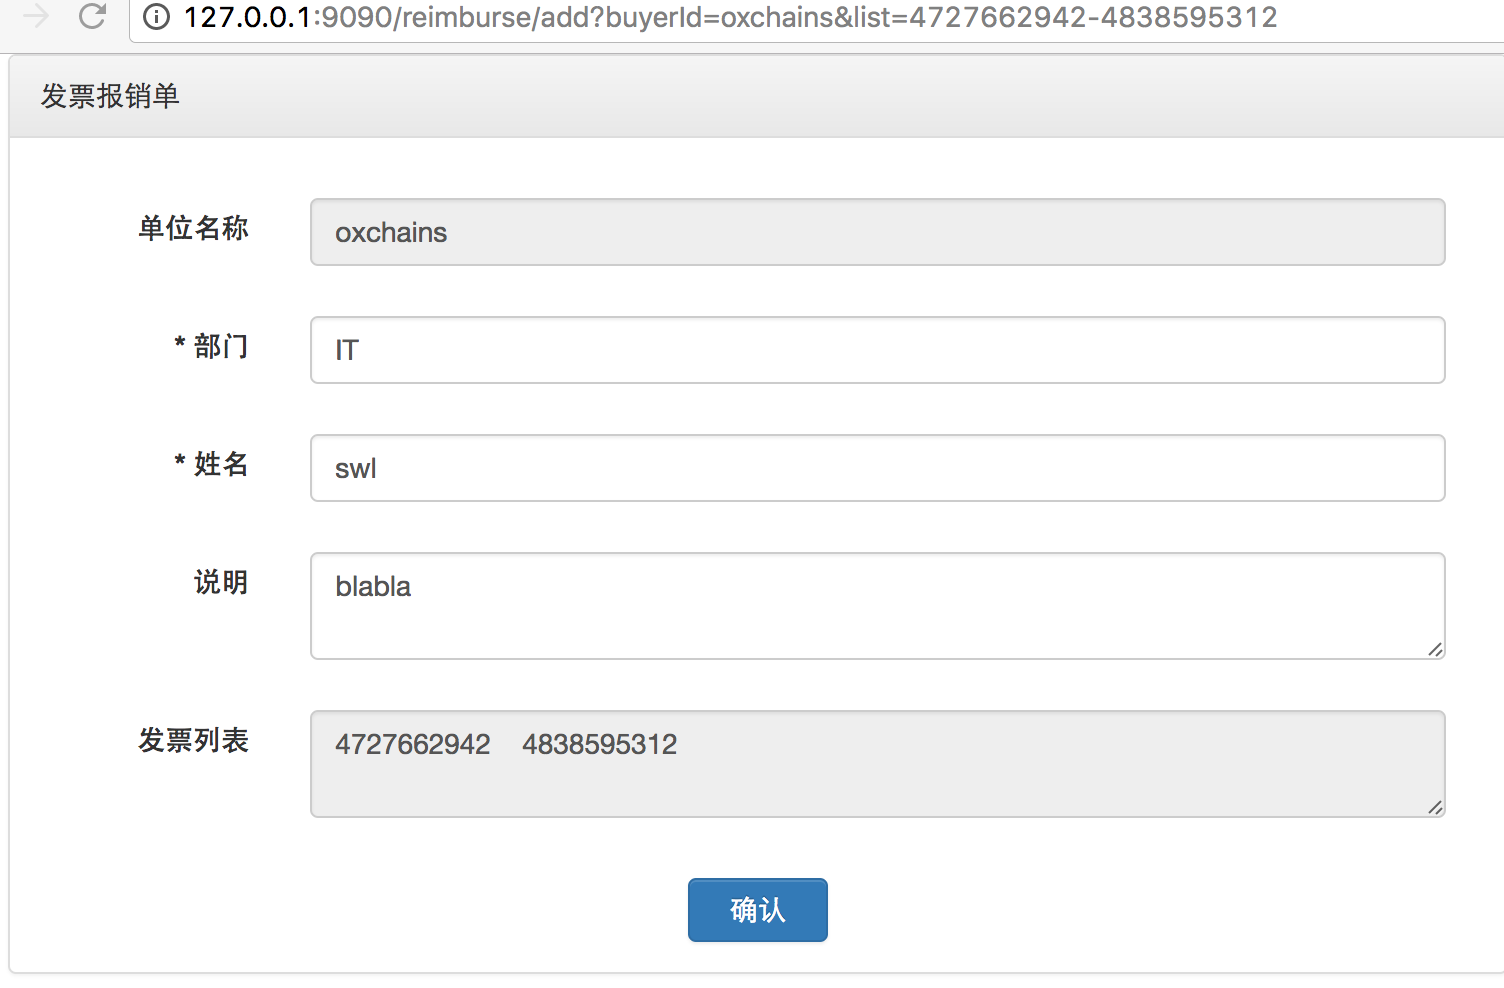 127.0.0.1:9090/reimburse/add?buyerId=oxchains&list=4727662942-4838595312
发票报销单
单位名称 oxchains
* 部门 IT
* 姓名 swl
说明 blabla
发票列表 4727662942 4838595312
确认